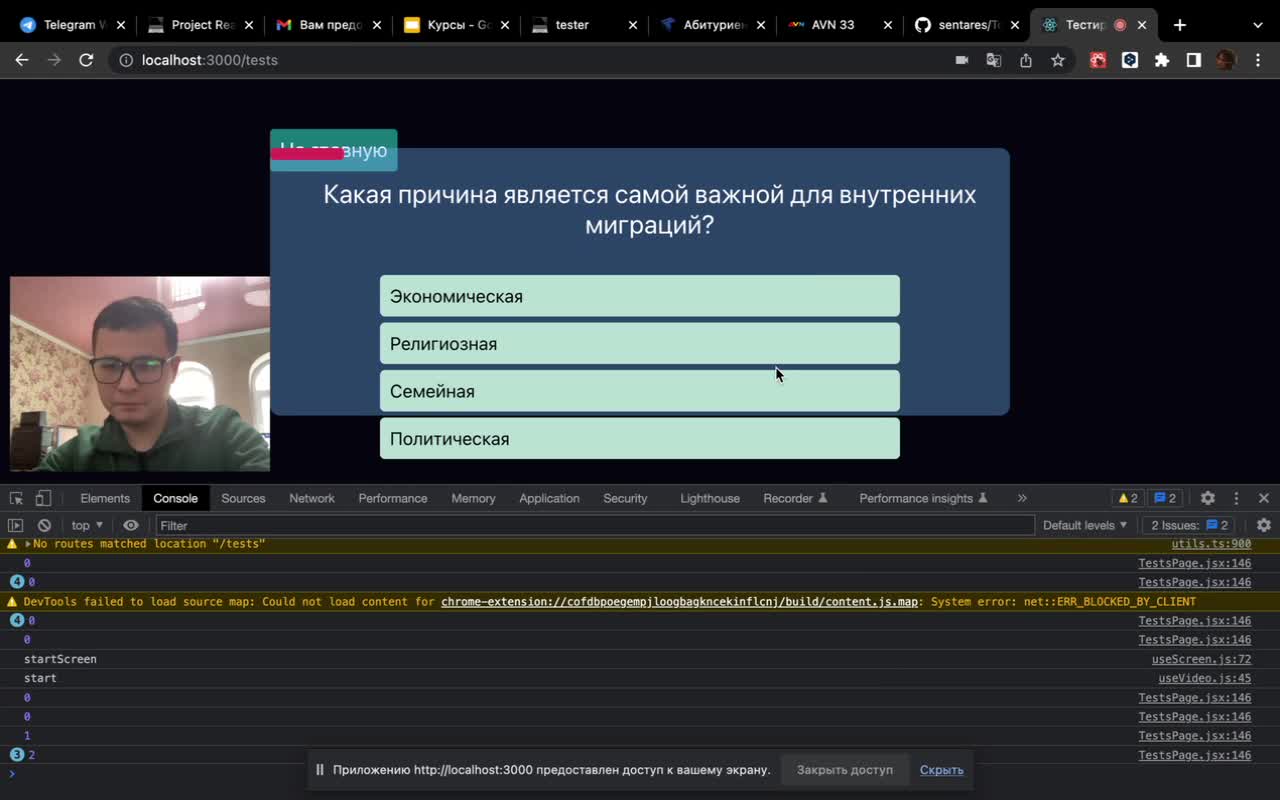 Telegram W
Project Rea
Вам предо
Курсы - Go
tester
Абитуриен
AVN 33
sentares/To
Тестир
localhost:3000/tests
На главную
Какая причина является самой важной для внутренних
миграций?
Экономическая
Религиозная
Семейная
Политическая
Elements
Console
Sources
Network
Performance
Memory
Application
Security
Lighthouse
Recorder
Performance insights
2
2
top
Filter
Default levels
2 Issues:
2
No routes matched location "/tests" utils.ts:900
0 TestsPage.jsx:146
4 0 TestsPage.jsx:146
DevTools failed to load source map: Could not load content for chrome-extension://cofdbpoegempjloogbagkncekinflcnj/build/content.js.map: System error: net::ERR_BLOCKED_BY_CLIENT
4 0 TestsPage.jsx:146
0 TestsPage.jsx:146
startScreen useScreen.js:72
start useVideo.js:45
0 TestsPage.jsx:146
0 TestsPage.jsx:146
1 TestsPage.jsx:146
3 2 TestsPage.jsx:146
Приложению http://localhost:3000 предоставлен доступ к вашему экрану.
Закрыть доступ
Скрыть